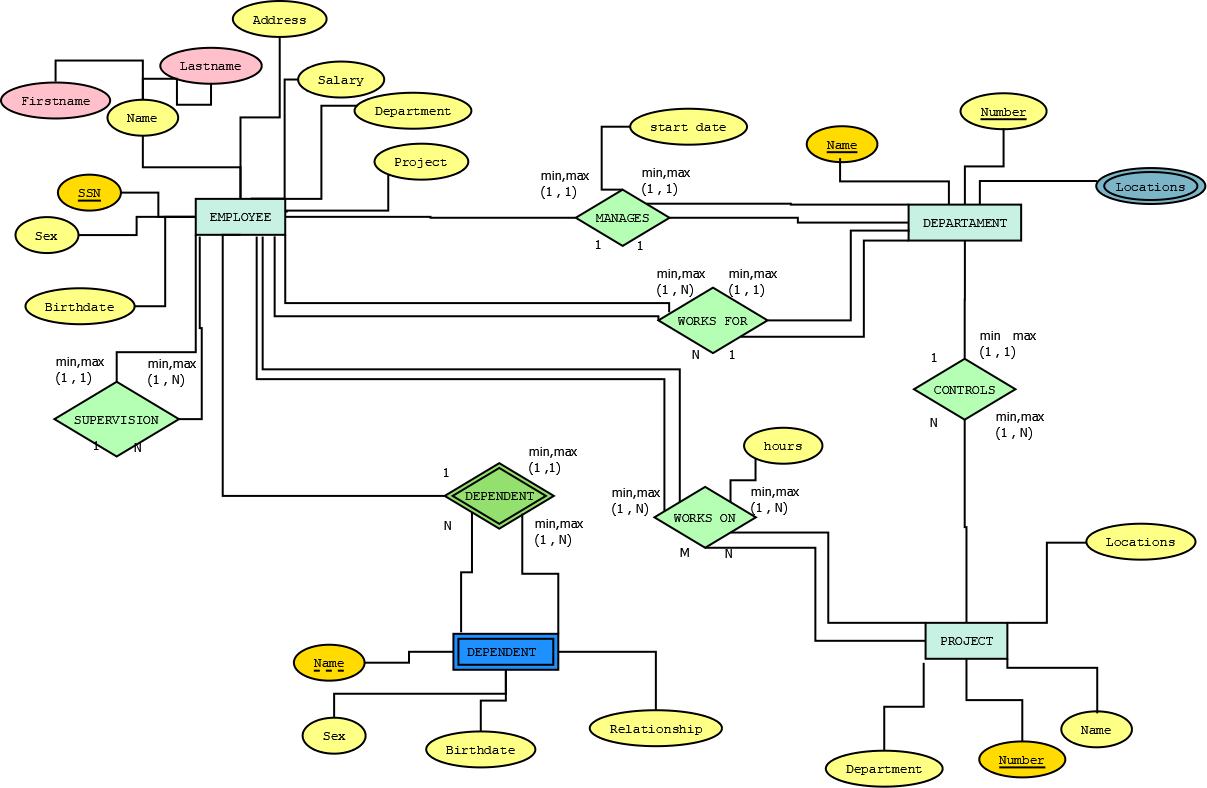 Address
Lastname
Salary
Firstname
Department
Name
start date
Number
Name
Project
min,max
(1 , 1)
min,max
(1 , 1)
Locations
SSN
EMPLOYEE
MANAGES
DEPARTAMENT
Sex
1
1
min,max
(1 , N)
min,max
(1 , 1)
Birthdate
WORKS FOR
N
1
min max
(1 , 1)
min,max
(1 , 1)
min,max
(1 , N)
1
CONTROLS
SUPERVISION
1
N
N
min,max
(1 , N)
hours
min,max
(1 ,1)
1
DEPENDENT
min,max
(1 , N)
min,max
(1 , N)
WORKS ON
N
min,max
(1 , N)
M
N
Locations
PROJECT
DEPENDENT
Name
Sex
Birthdate
Relationship
Name
Number
Department